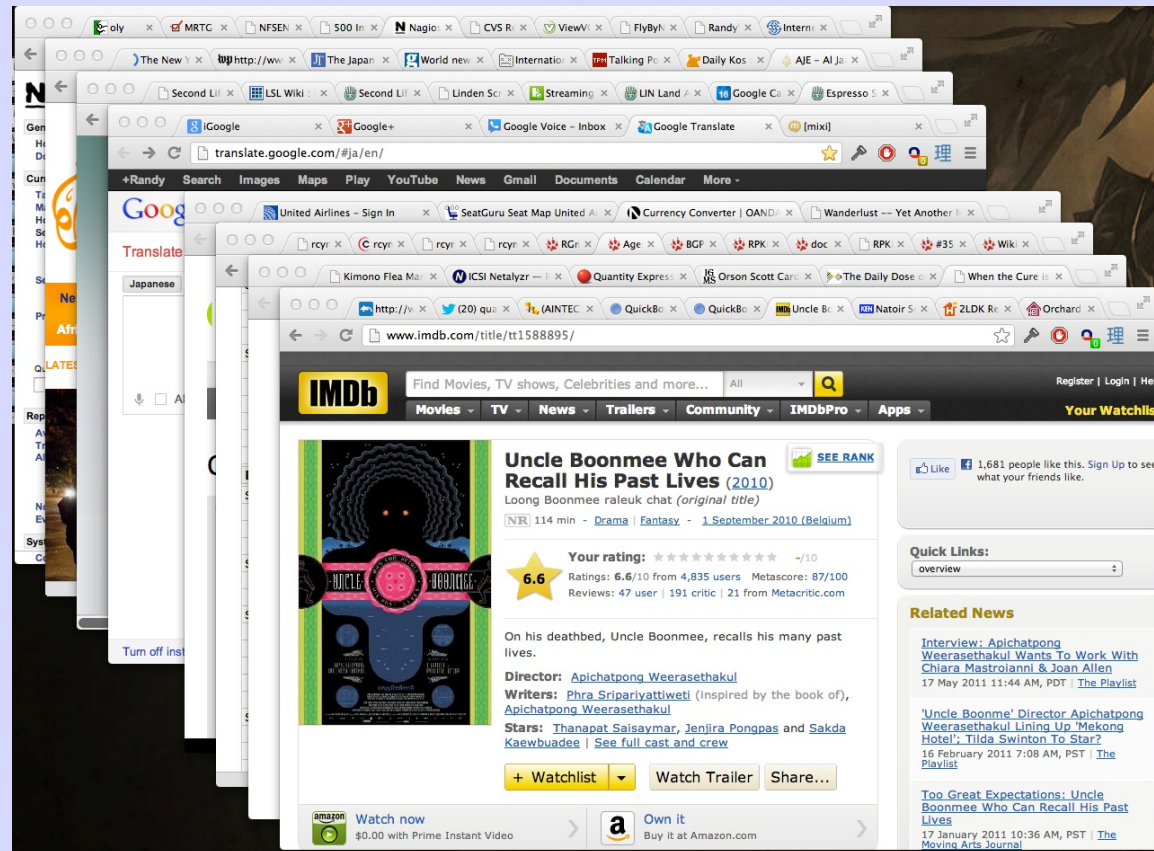 oly MRTG NFSEN 500 In Nagios CVS Re ViewV( FlyByN Randy' Interne
The New Y http://ww The Japan World new Internatior Talking Po Daily Kos AJE – Al Ja
Second Lif LSL Wiki : Second Lif Linden Scr Streaming LIN Land A Google Ca Espresso S
iGoogle Google+ Google Voice – Inbox Google Translate [mixi]
translate.google.com/#ja/en/
+Randy Search Images Maps Play YouTube News Gmail Documents Calendar More
Translate
Japanese
Turn off inst
United Airlines – Sign In SeatGuru Seat Map United Ai Currency Converter | OANDA Wanderlust -- Yet Another
rcyn rcyn rcyn rcyn RGn Age BGP RPK doc RPK #35 Wiki
Kimono Flea Mar ICSI Netalyzr — Quantity Express Orson Scott Card The Daily Dose o When the Cure is
http://v (20) qua (AINTEC QuickBo QuickBo Uncle Bo Natoir S 2LDK Re Orchard
www.imdb.com/title/tt1588895/
理
IMDb
Find Movies, TV shows, Celebrities and more... All
Register | Login | He
Movies TV News Trailers Community IMDbPro Apps
Your Watchlis
UNCLE BOONMEE
Uncle Boonmee Who Can
Recall His Past Lives (2010)
SEE RANK
Loong Boonmee raleuk chat (original title)
NR 114 min - Drama | Fantasy - 1 September 2010 (Belgium)
6.6
Your rating: -/10
Ratings: 6.6/10 from 4,835 users Metascore: 87/100
Reviews: 47 user | 191 critic | 21 from Metacritic.com
On his deathbed, Uncle Boonmee, recalls his many past
lives.
Director: Apichatpong Weerasethakul
Writers: Phra Sripariyattiweti (inspired by the book of),
Apichatpong Weerasethakul
Stars: Thanapat Saisaymar, Jenjira Pongpas and Sakda
Kaewbuadee | See full cast and crew
+ Watchlist Watch Trailer Share...
amazon Watch now
$0.00 with Prime Instant Video
Own it
Buy it at Amazon.com
Like 1,681 people like this. Sign Up to see
what your friends like.
Quick Links:
overview
Related News
Interview: Apichatpong
Weerasethakul Wants To Work With
Chiara Mastroianni & Joan Allen
17 May 2011 11:44 AM, PDT | The Playlist
'Uncle Boonme' Director Apichatpong
Weerasethakul Lining Up 'Mekong
Hotel'; Tilda Swinton To Star?
16 February 2011 7:08 AM, PST | The
Playlist
Too Great Expectations: Uncle
Boonmee Who Can Recall His Past
Lives
17 January 2011 10:36 AM, PST | The
Moving Arts Journal